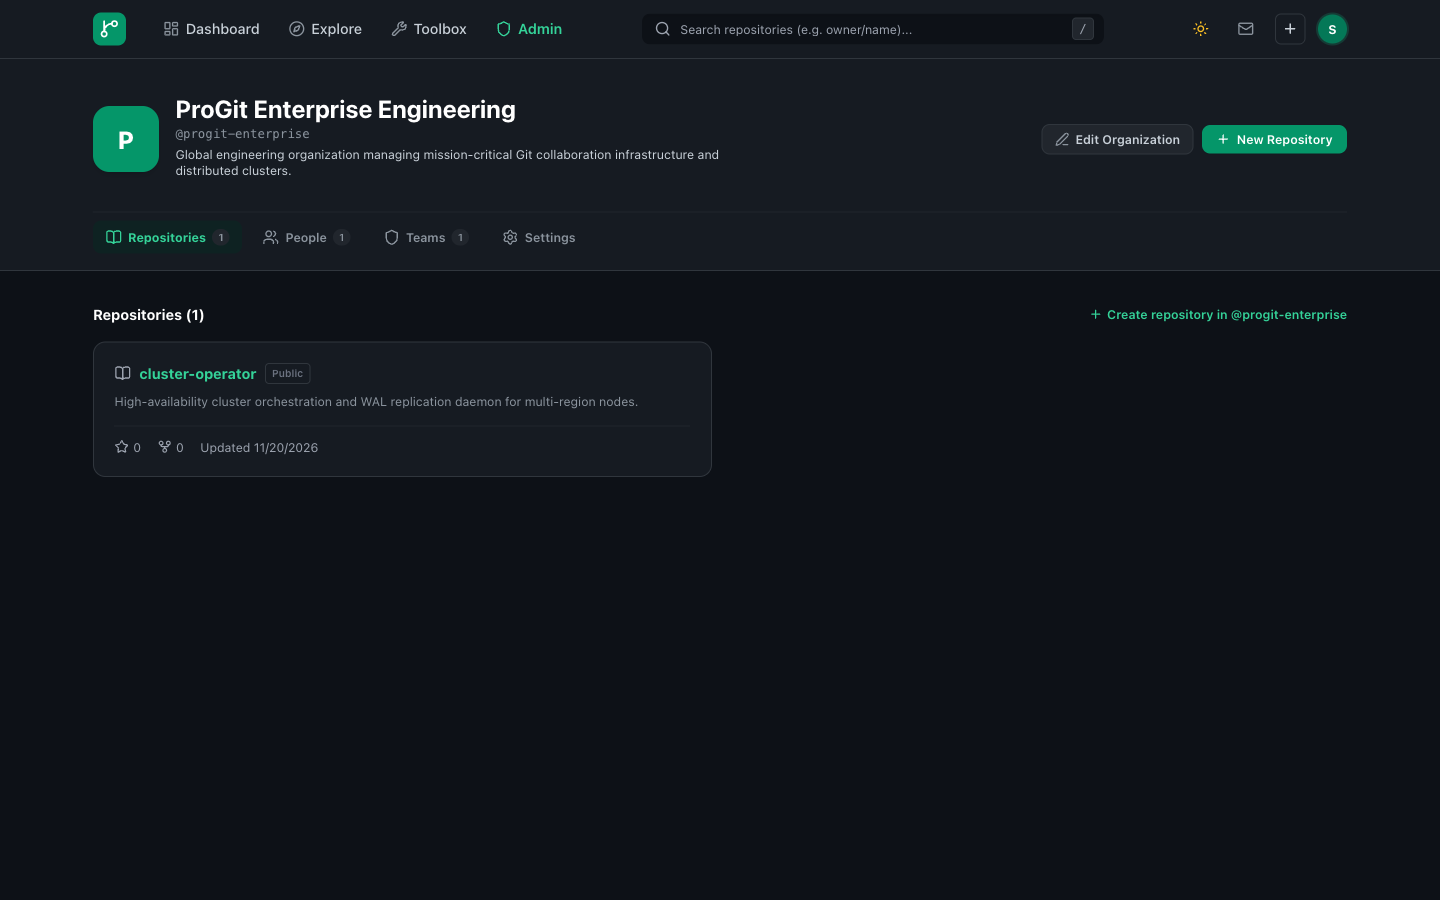 Dashboard Explore Toolbox Admin Search repositories (e.g. owner/name)... / S
P
ProGit Enterprise Engineering
@progit-enterprise
Global engineering organization managing mission-critical Git collaboration infrastructure and
distributed clusters.
Edit Organization New Repository
Repositories 1 People 1 Teams 1 Settings
Repositories (1) Create repository in @progit-enterprise
cluster-operator Public
High-availability cluster orchestration and WAL replication daemon for multi-region nodes.
0 0 Updated 11/20/2026